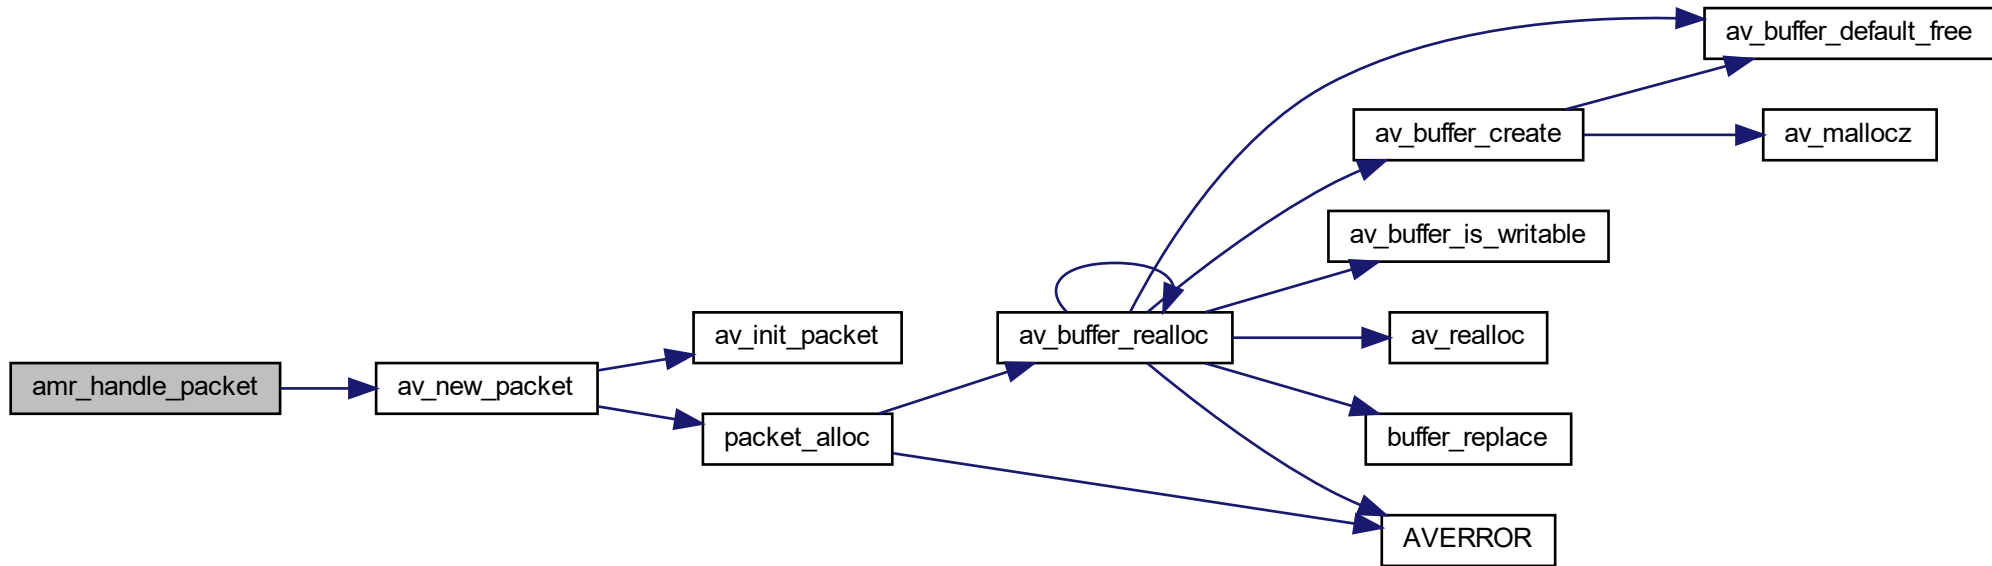 av_buffer_default_free
av_buffer_create
av_mallocz
av_buffer_is_writable
av_init_packet
av_buffer_realloc
av_realloc
amr_handle_packet
av_new_packet
packet_alloc
buffer_replace
AVERROR